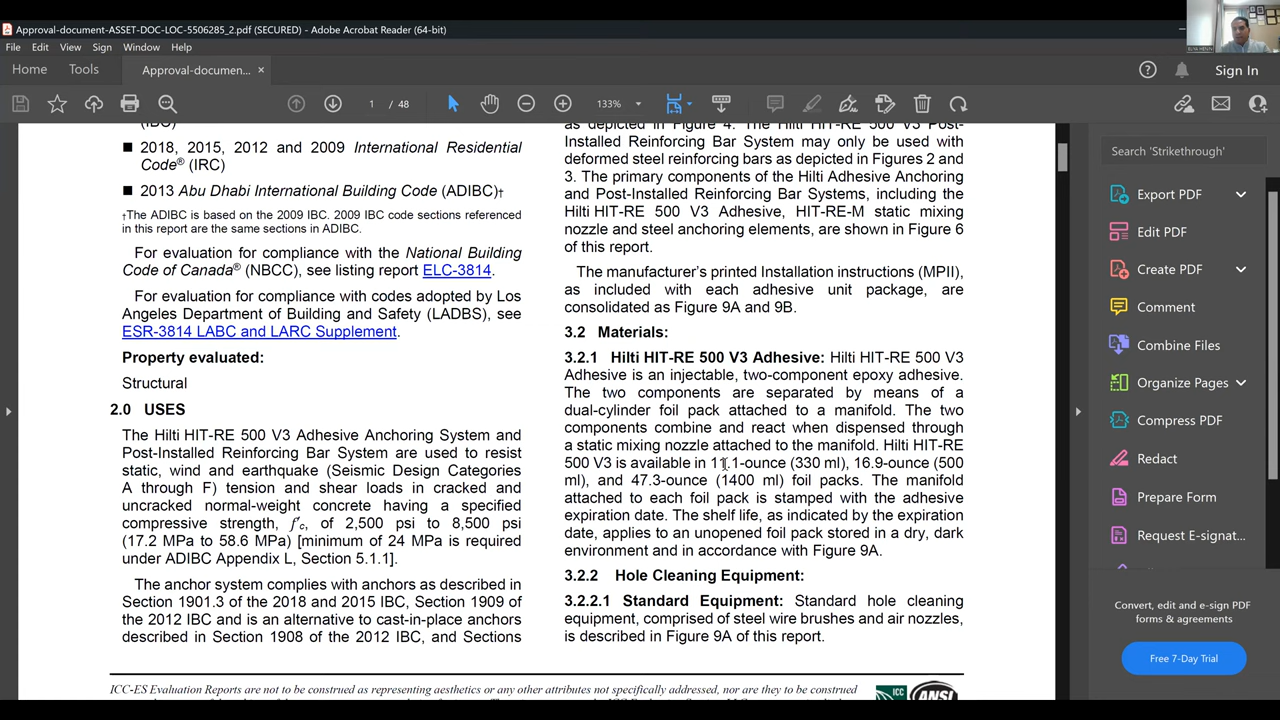 Approval-document-ASSET-DOC-LOC-5506285_2.pdf (SECURED) - Adobe Acrobat Reader (64-bit)
File Edit View Sign Window Help
Home Tools Approval-documen... × Sign In
1 / 48 133%
(IBC)
■ 2018, 2015, 2012 and 2009 International Residential
Code® (IRC)
■ 2013 Abu Dhabi International Building Code (ADIBC)†
†The ADIBC is based on the 2009 IBC. 2009 IBC code sections referenced
in this report are the same sections in ADIBC.
For evaluation for compliance with the National Building
Code of Canada® (NBCC), see listing report ELC-3814.
For evaluation for compliance with codes adopted by Los
Angeles Department of Building and Safety (LADBS), see
ESR-3814 LABC and LARC Supplement.
Property evaluated:
Structural
2.0 USES
The Hilti HIT-RE 500 V3 Adhesive Anchoring System and
Post-Installed Reinforcing Bar System are used to resist
static, wind and earthquake (Seismic Design Categories
A through F) tension and shear loads in cracked and
uncracked normal-weight concrete having a specified
compressive strength, f′c, of 2,500 psi to 8,500 psi
(17.2 MPa to 58.6 MPa) [minimum of 24 MPa is required
under ADIBC Appendix L, Section 5.1.1].
The anchor system complies with anchors as described in
Section 1901.3 of the 2018 and 2015 IBC, Section 1909 of
the 2012 IBC and is an alternative to cast-in-place anchors
described in Section 1908 of the 2012 IBC, and Sections
as depicted in Figure 4. The Hilti HIT-RE 500 V3 Post-
Installed Reinforcing Bar System may only be used with
deformed steel reinforcing bars as depicted in Figures 2 and
3. The primary components of the Hilti Adhesive Anchoring
and Post-Installed Reinforcing Bar Systems, including the
Hilti HIT-RE 500 V3 Adhesive, HIT-RE-M static mixing
nozzle and steel anchoring elements, are shown in Figure 6
of this report.
The manufacturer's printed Installation instructions (MPII),
as included with each adhesive unit package, are
consolidated as Figure 9A and 9B.
3.2 Materials:
3.2.1 Hilti HIT-RE 500 V3 Adhesive: Hilti HIT-RE 500 V3
Adhesive is an injectable, two-component epoxy adhesive.
The two components are separated by means of a
dual-cylinder foil pack attached to a manifold. The two
components combine and react when dispensed through
a static mixing nozzle attached to the manifold. Hilti HIT-RE
500 V3 is available in 11.1-ounce (330 ml), 16.9-ounce (500
ml), and 47.3-ounce (1400 ml) foil packs. The manifold
attached to each foil pack is stamped with the adhesive
expiration date. The shelf life, as indicated by the expiration
date, applies to an unopened foil pack stored in a dry, dark
environment and in accordance with Figure 9A.
3.2.2 Hole Cleaning Equipment:
3.2.2.1 Standard Equipment: Standard hole cleaning
equipment, comprised of steel wire brushes and air nozzles,
is described in Figure 9A of this report.
ICC-ES Evaluation Reports are not to be construed as representing aesthetics or any other attributes not specifically addressed, nor are they to be construed
ICC
ANSI
Search 'Strikethrough'
Export PDF
Edit PDF
Create PDF
Comment
Combine Files
Organize Pages
Compress PDF
Redact
Prepare Form
Request E-signat...
Convert, edit and e-sign PDF
forms & agreements
Free 7-Day Trial